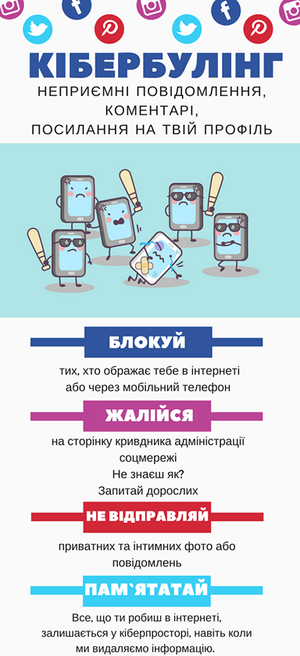 КІБЕРБУЛІНГ
НЕПРИЄМНІ ПОВІДОМЛЕННЯ,
КОМЕНТАРІ,
ПОСИЛАННЯ НА ТВІЙ ПРОФІЛЬ
БЛОКУЙ
тих, хто ображає тебе в інтернеті
або через мобільний телефон
ЖАЛІЙСЯ
на сторінку кривдника адміністрації
соцмережі
Не знаєш як?
Запитай дорослих
НЕ ВІДПРАВЛЯЙ
приватних та інтимних фото або
повідомлень
ПАМ`ЯТАТАЙ
Все, що ти робиш в інтернеті,
залишається у кіберпросторі, навіть коли
ми видаляємо інформацію.